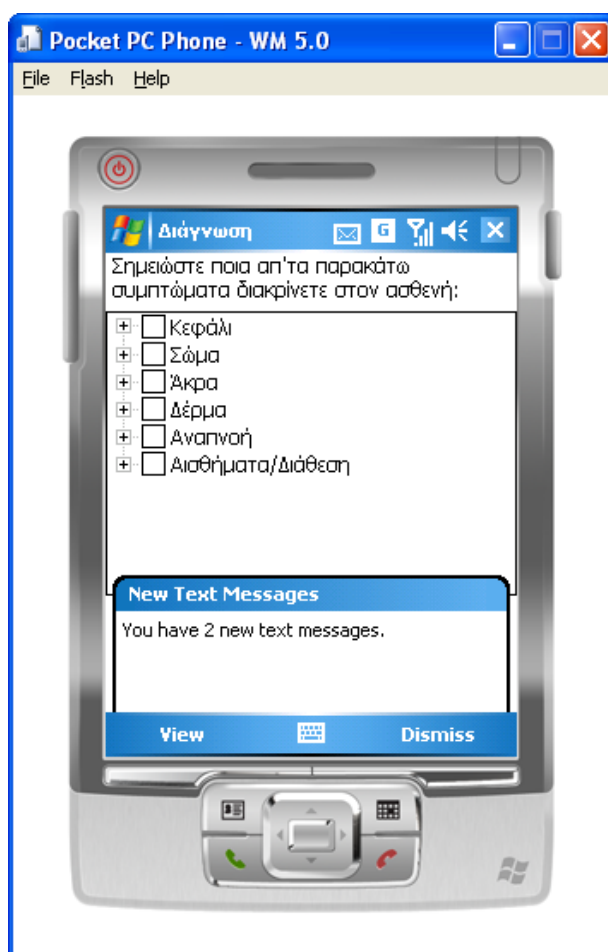 Pocket PC Phone - WM 5.0
File Flash Help
Διάγνωση G
Σημειώστε ποια απ'τα παρακάτω
συμπτώματα διακρίνετε στον ασθενή:
Κεφάλι
Σώμα
Άκρα
Δέρμα
Αναπνοή
Αισθήματα/Διάθεση
New Text Messages
You have 2 new text messages.
View Dismiss